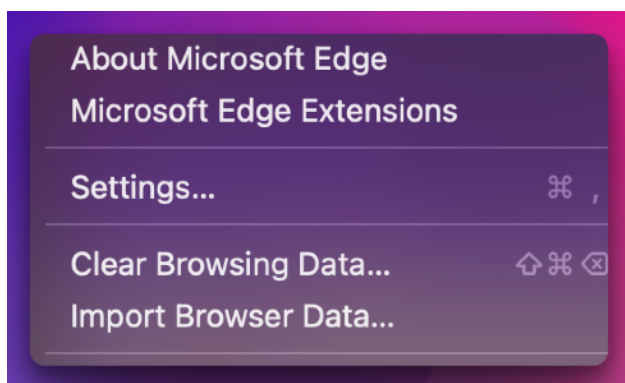 About Microsoft Edge
Microsoft Edge Extensions
Settings... ⌘ ,
Clear Browsing Data... ⇧⌘⌫
Import Browser Data...